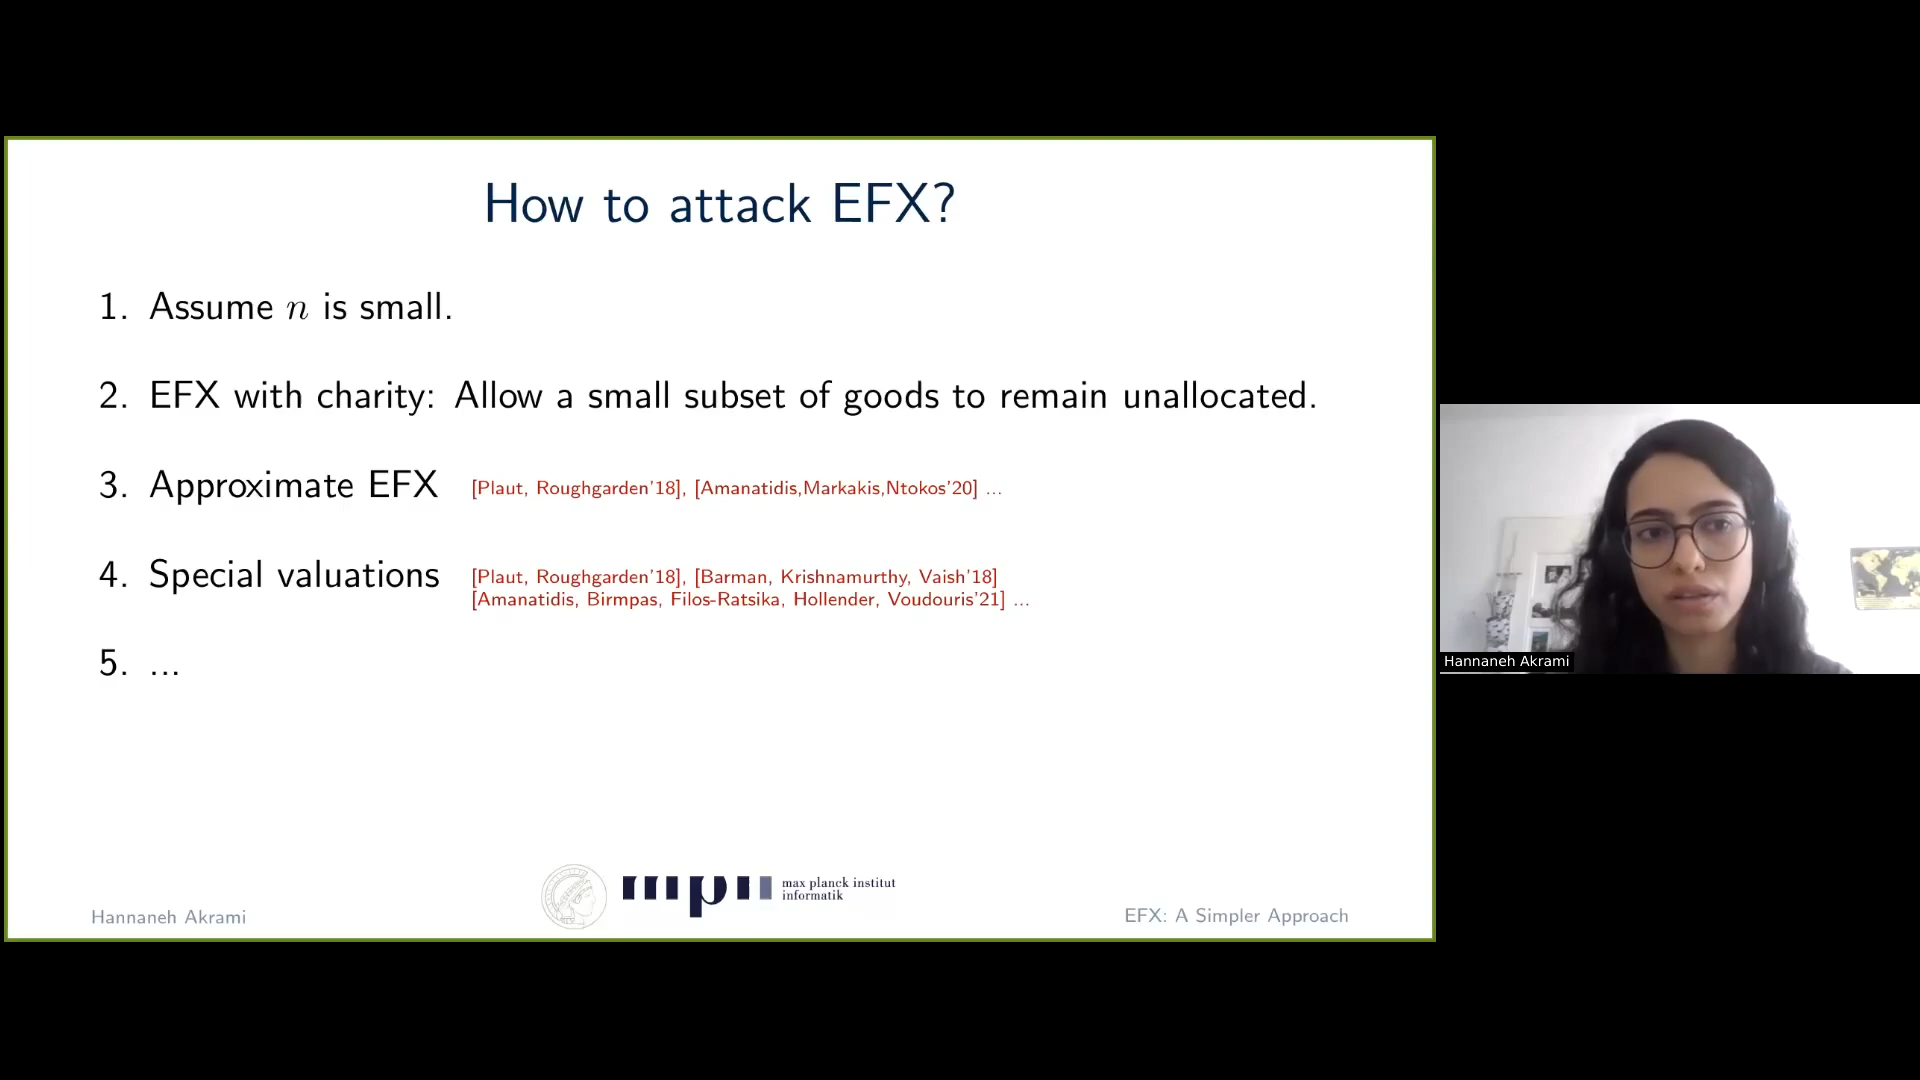 How to attack EFX?
1. Assume n is small.
2. EFX with charity: Allow a small subset of goods to remain unallocated.
3. Approximate EFX [Plaut, Roughgarden'18], [Amanatidis,Markakis,Ntokos'20] ...
4. Special valuations [Plaut, Roughgarden'18], [Barman, Krishnamurthy, Vaish'18]
[Amanatidis, Birmpas, Filos-Ratsika, Hollender, Voudouris'21] ...
5. ...
Hannaneh Akrami
mpii
max planck institut
informatik
EFX: A Simpler Approach
Hannaneh Akrami